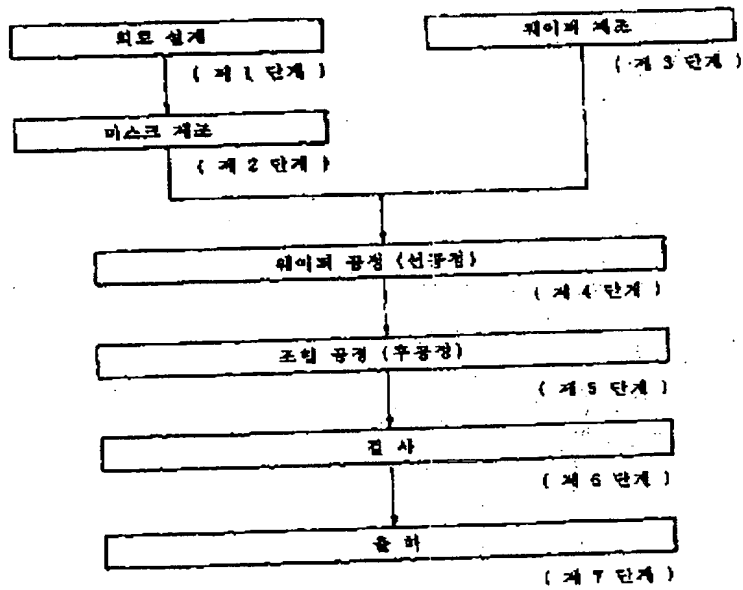 회로 설계
( 제 1 단계 )
웨이퍼 제조
( 제 3 단계 )
마스크 제조
( 제 2 단계 )
웨이퍼 공정 (선공정)
( 제 4 단계 )
조립 공정 (후공정)
( 제 5 단계 )
검 사
( 제 6 단계 )
출 하
( 제 7 단계 )